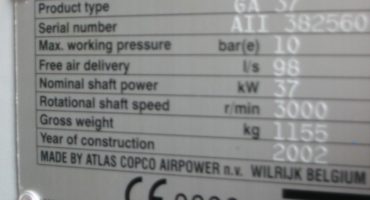 Product type GA 37
Serial number AII 382560
Max. working pressure bar(e) 10
Free air delivery l/s 98
Nominal shaft power kW 37
Rotational shaft speed r/min 3000
Gross weight kg 1155
Year of construction 2002
MADE BY ATLAS COPCO AIRPOWER n.v. WILRIJK BELGIUM
CE